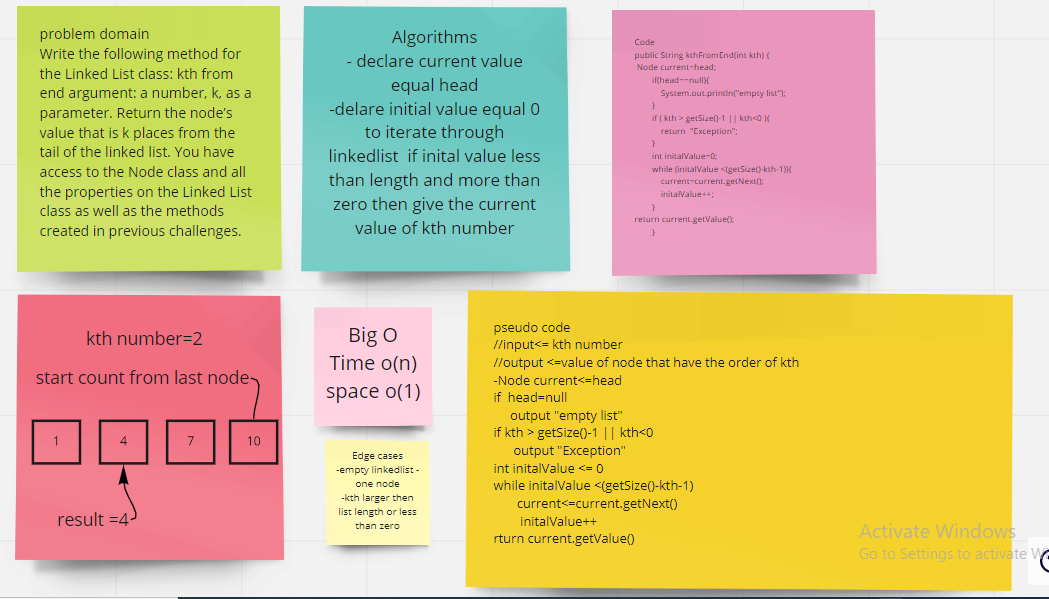 problem domain
Write the following method for
the Linked List class: kth from
end argument: a number, k, as a
parameter. Return the node's
value that is k places from the
tail of the linked list. You have
access to the Node class and all
the properties on the Linked List
class as well as the methods
created in previous challenges.
Algorithms
- declare current value
equal head
-delare initial value equal 0
to iterate through
linkedlist if inital value less
than length and more than
zero then give the current
value of kth number
Code
public String kthFromEnd(int kth) {
Node current=head;
if(head==null){
System.out.println("empty list");
}
if ( kth > getSize()-1 || kth<0 ){
return "Exception";
}
int initalValue=0;
while (initalValue <(getSize()-kth-1)){
current=current.getNext();
initalValue++;
}
return current.getValue();
}
kth number=2
start count from last node
1 4 7 10
result =4
Big O
Time o(n)
space o(1)
Edge cases
-empty linkedlist -
one node
-kth larger then
list length or less
than zero
pseudo code
//input<= kth number
//output <=value of node that have the order of kth
-Node current<=head
if head=null
output "empty list"
if kth > getSize()-1 || kth<0
output "Exception"
int initalValue <= 0
while initalValue <(getSize()-kth-1)
current<=current.getNext()
initalValue++
rturn current.getValue()
Activate Windows
Go to Settings to activate W